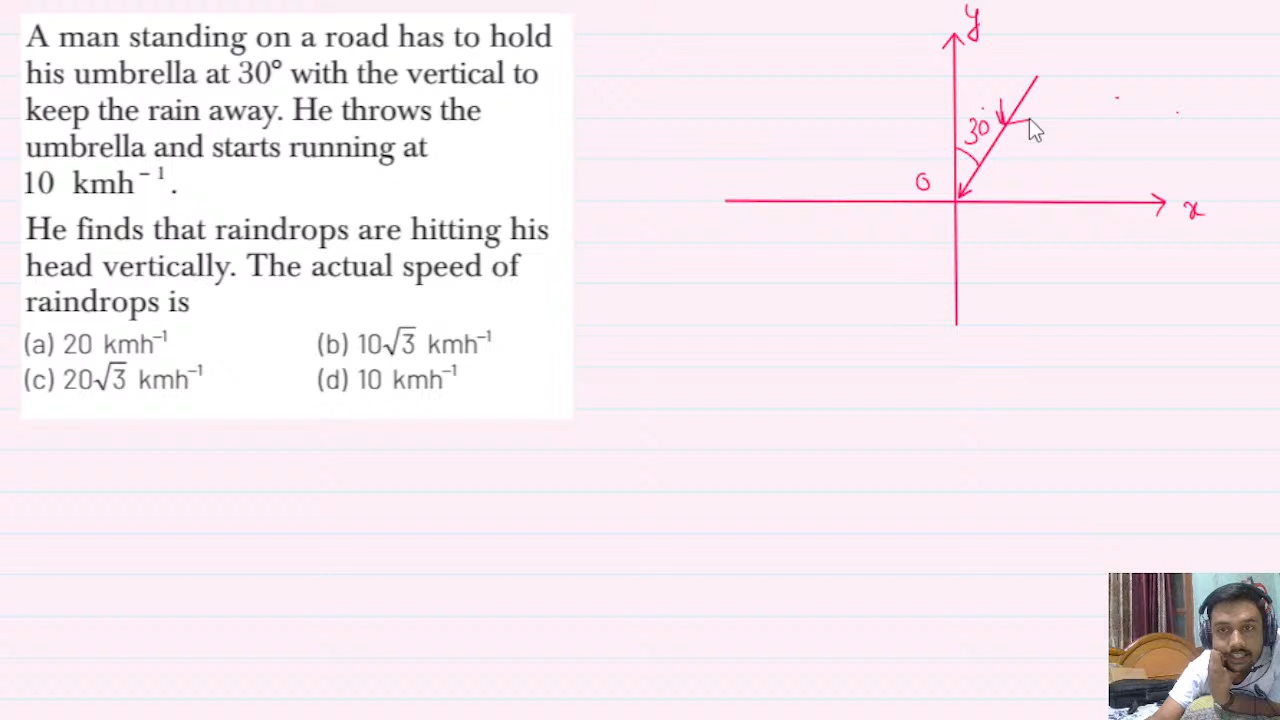 A man standing on a road has to hold
his umbrella at 30° with the vertical to
keep the rain away. He throws the
umbrella and starts running at
10 kmh⁻¹.
He finds that raindrops are hitting his
head vertically. The actual speed of
raindrops is
(a) 20 kmh⁻¹ (b) 10√3 kmh⁻¹
(c) 20√3 kmh⁻¹ (d) 10 kmh⁻¹
y
30°
0
x